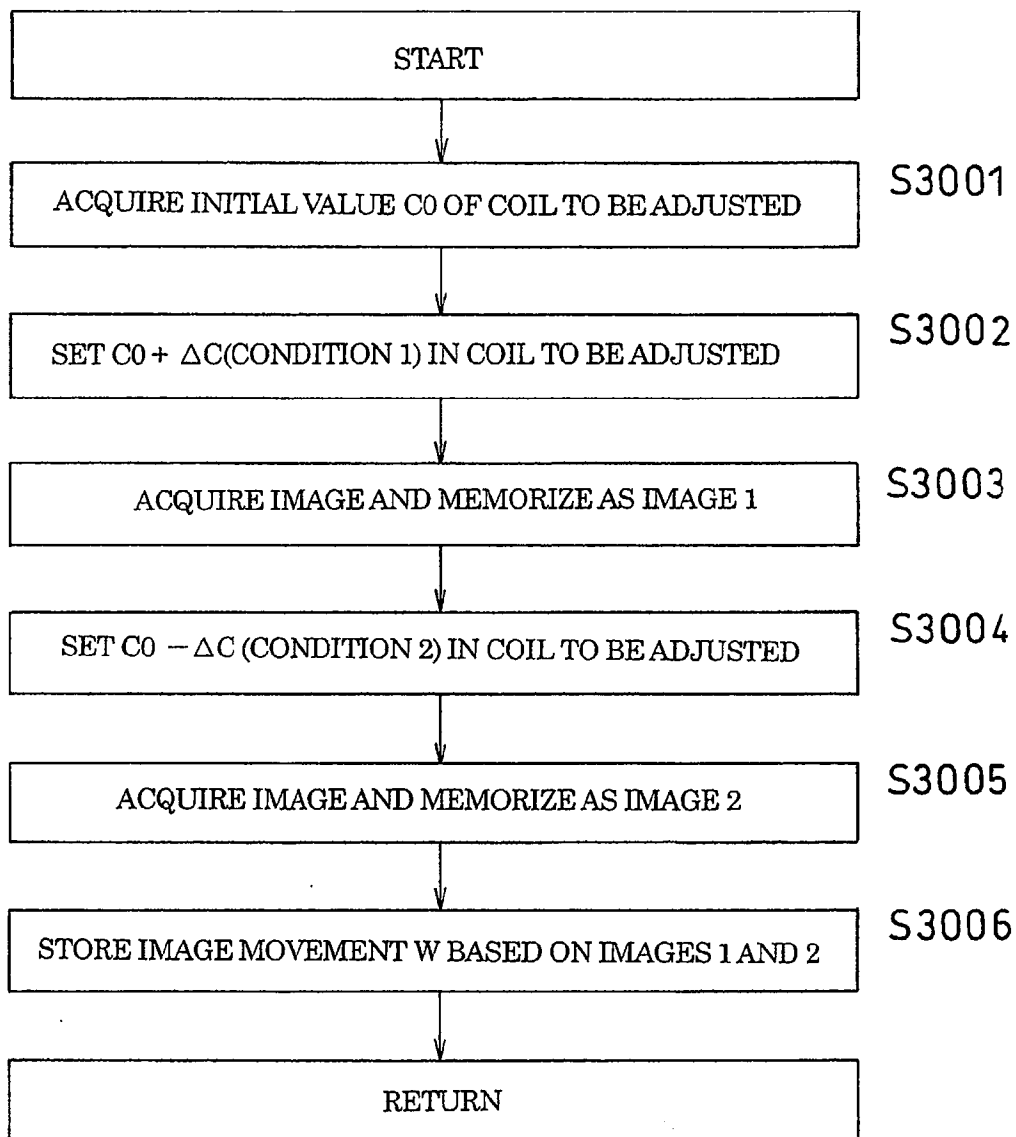 START
ACQUIRE INITIAL VALUE C0 OF COIL TO BE ADJUSTED
S3001
SET C0 + ΔC(CONDITION 1) IN COIL TO BE ADJUSTED
S3002
ACQUIRE IMAGE AND MEMORIZE AS IMAGE 1
S3003
SET C0 −ΔC (CONDITION 2) IN COIL TO BE ADJUSTED
S3004
ACQUIRE IMAGE AND MEMORIZE AS IMAGE 2
S3005
STORE IMAGE MOVEMENT W BASED ON IMAGES 1 AND 2
S3006
RETURN